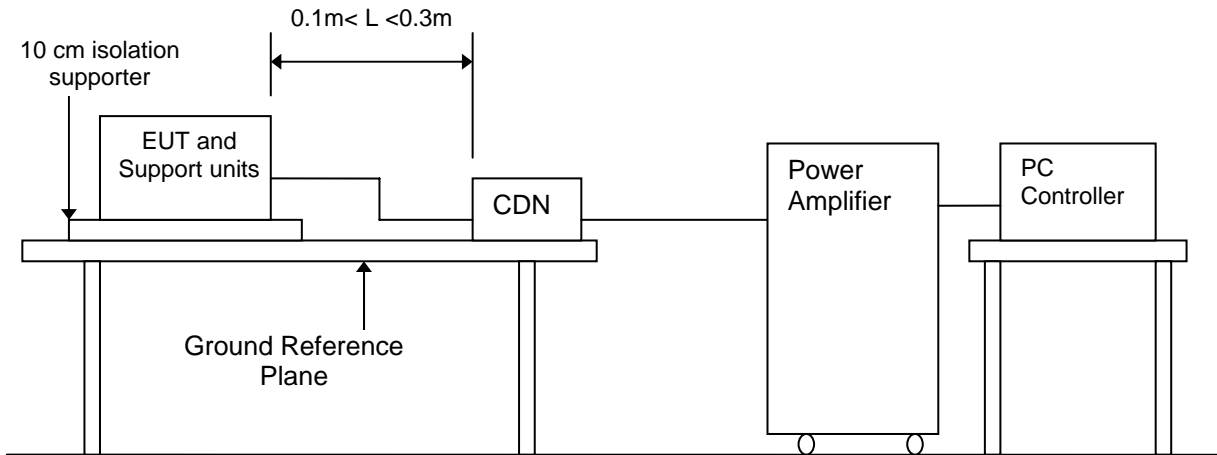 0.1m< L <0.3m
10 cm isolation
supporter
EUT and
Support units
CDN
Power
Amplifier
PC
Controller
Ground Reference
Plane